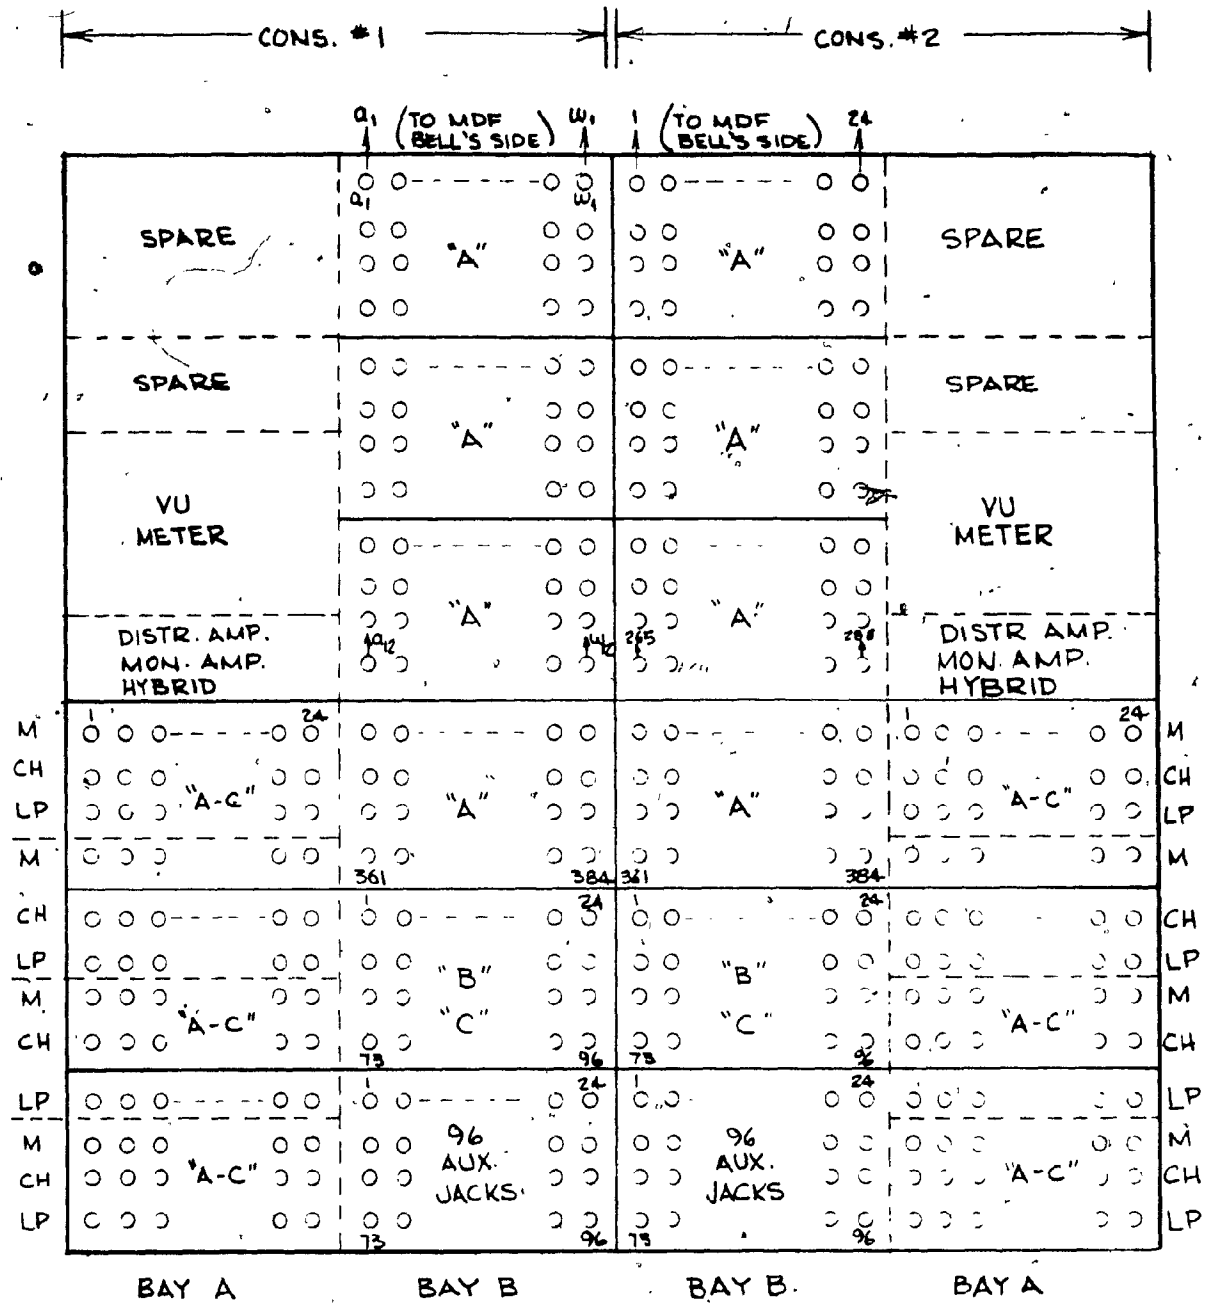 CONS. #1
CONS. #2
a1 (TO MDF BELL'S SIDE) w1
1 (TO MDF BELL'S SIDE) 24
a1 w1
SPARE "A" "A" SPARE
SPARE "A" "A" SPARE
VU METER
VU METER
"A" "A"
DISTR. AMP.
MON. AMP.
HYBRID
a12 265
DISTR AMP.
MON. AMP.
HYBRID
1 24 1 24
M M
CH CH
LP "A-C" "A" "A" "A-C" LP
M M
361 384 361 384
1 24 1 24
CH CH
LP "B" "B" LP
M M
"A-C" "C" "C" "A-C"
CH CH
73 96 73 96
1 24 1 24
LP LP
M 96 96 M
AUX. AUX.
CH "A-C" "A-C" CH
JACKS. JACKS
LP LP
73 96 73 96
BAY A BAY B BAY B. BAY A